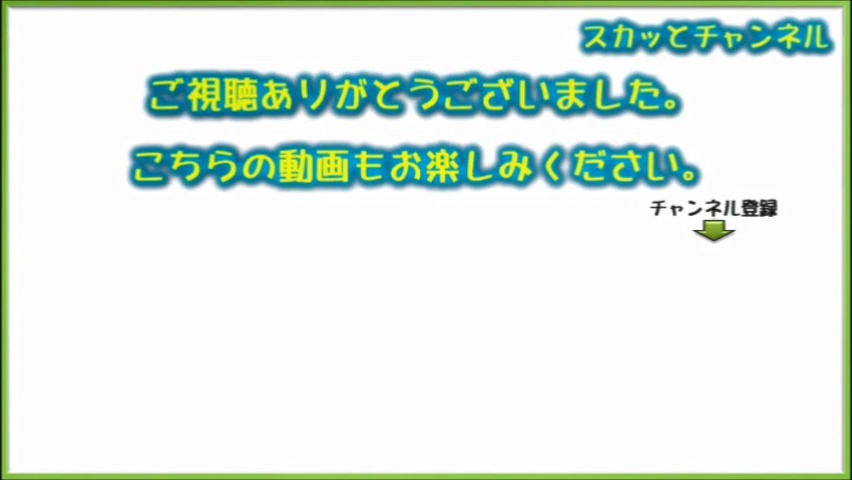 スカッとチャンネル
ご視聴ありがとうございました。
こちらの動画もお楽しみください。
チャンネル登録